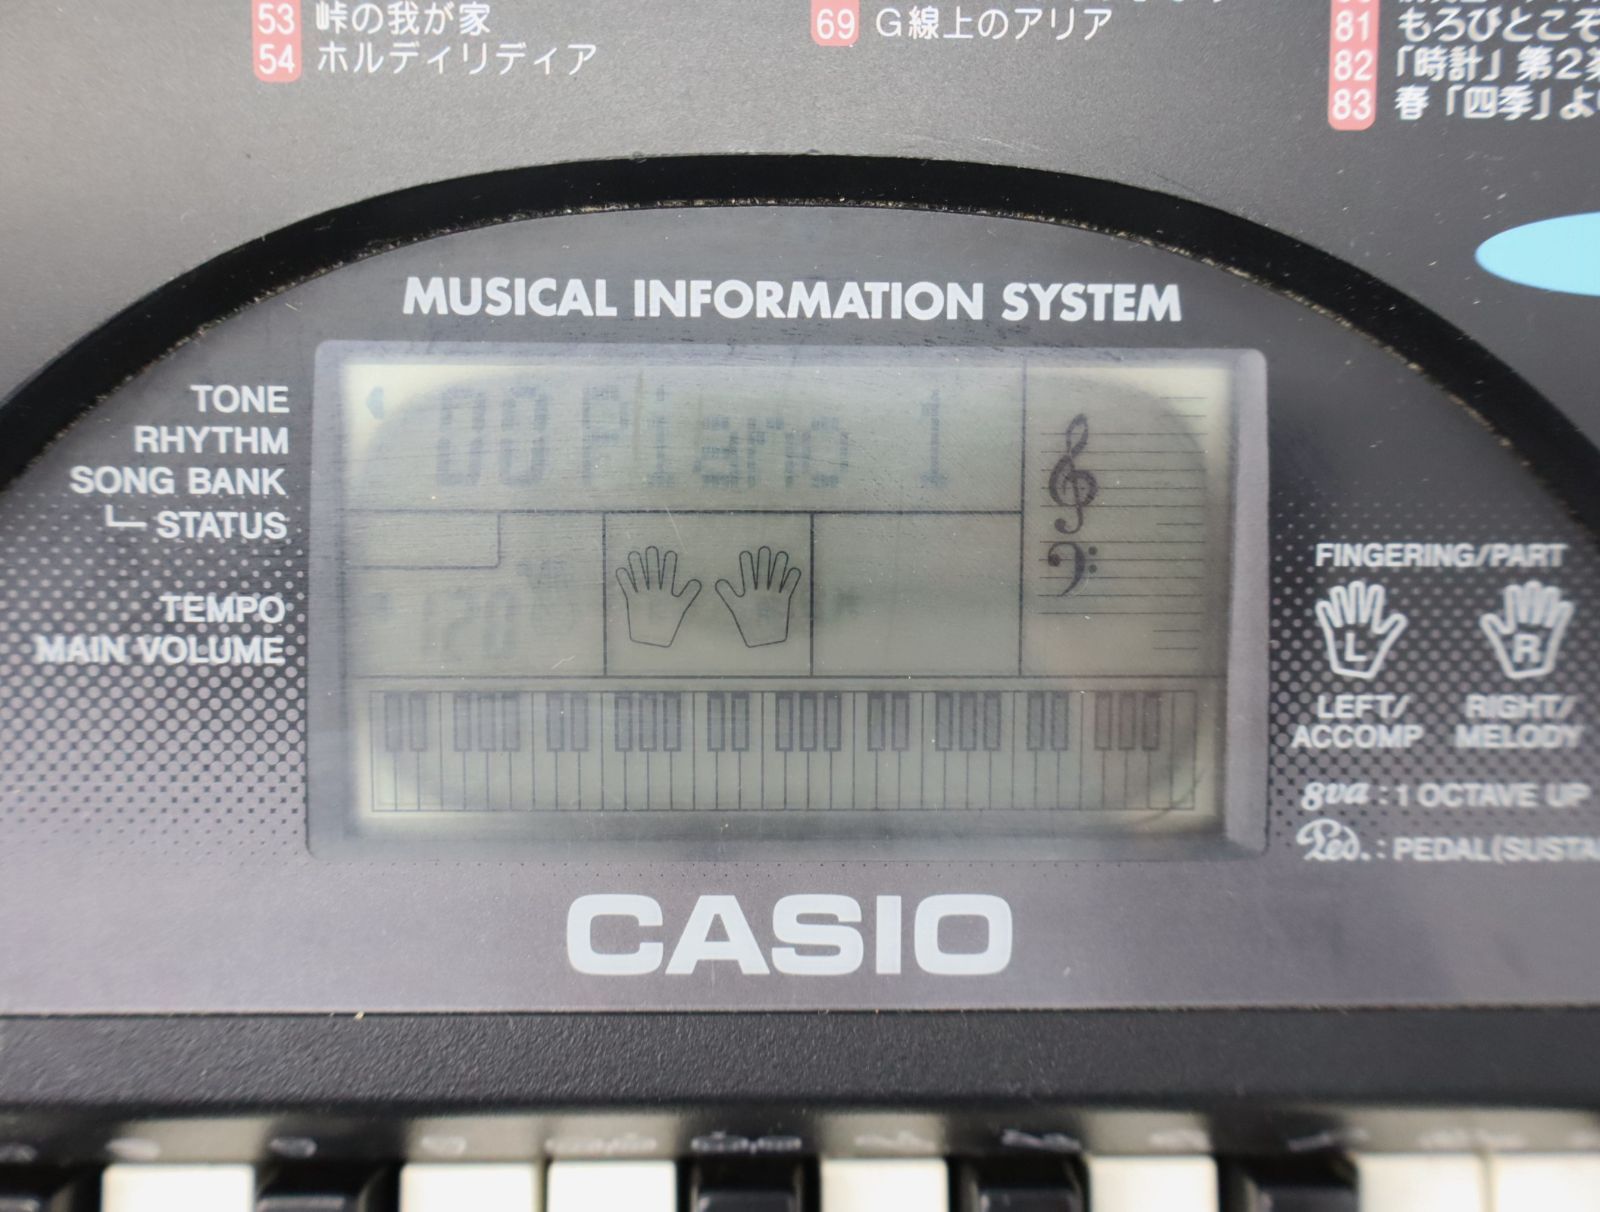 53 峠の我が家
54 ホルディリディア
69 G線上のアリア
81 もろびとこぞ
82 「時計」第2楽
83 春「四季」よ
MUSICAL INFORMATION SYSTEM
TONE
RHYTHM
SONG BANK
STATUS
TEMPO
MAIN VOLUME
00 Piano 1
120
FINGERING/PART
L R
LEFT/ACCOMP
RIGHT/MELODY
8va : 1 OCTAVE UP
Ped. : PEDAL(SUSTA
CASIO